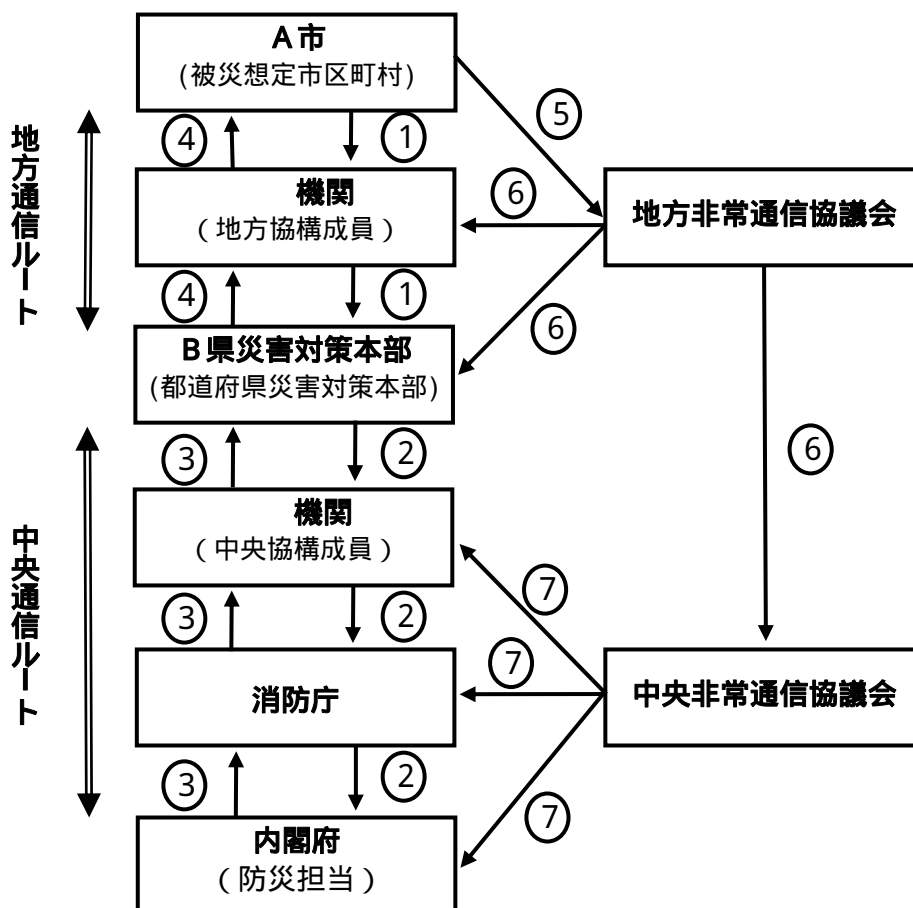 A市
(被災想定市区町村)
④
①
⑤
地方通信ルート
機関
(地方協構成員)
⑥
地方非常通信協議会
④
①
⑥
B県災害対策本部
(都道府県災害対策本部)
③
②
⑥
機関
(中央協構成員)
中央通信ルート
③
②
⑦
⑦
消防庁
中央非常通信協議会
③
②
⑦
内閣府
(防災担当)